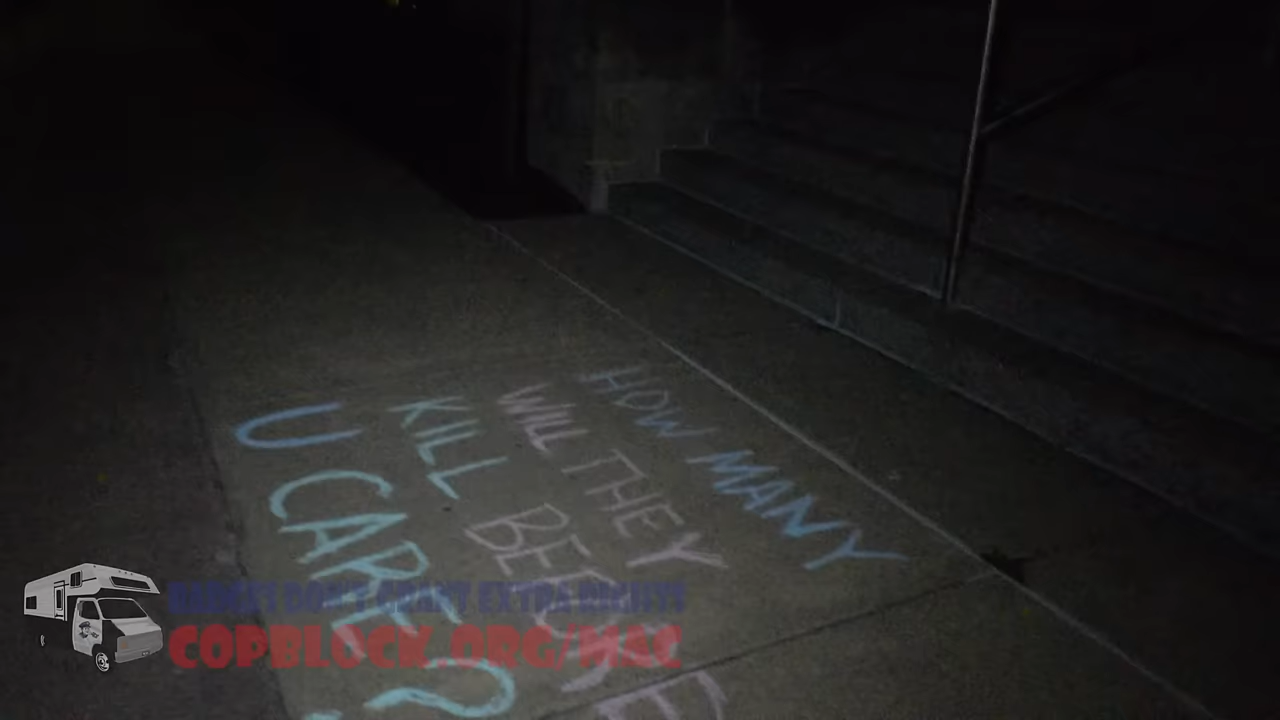 HOW MANY
WILL THEY
KILL BEFORE
U CARE?
BADGES DON'T GRANT EXTRA RIGHTS
COPBLOCK.ORG/MAC